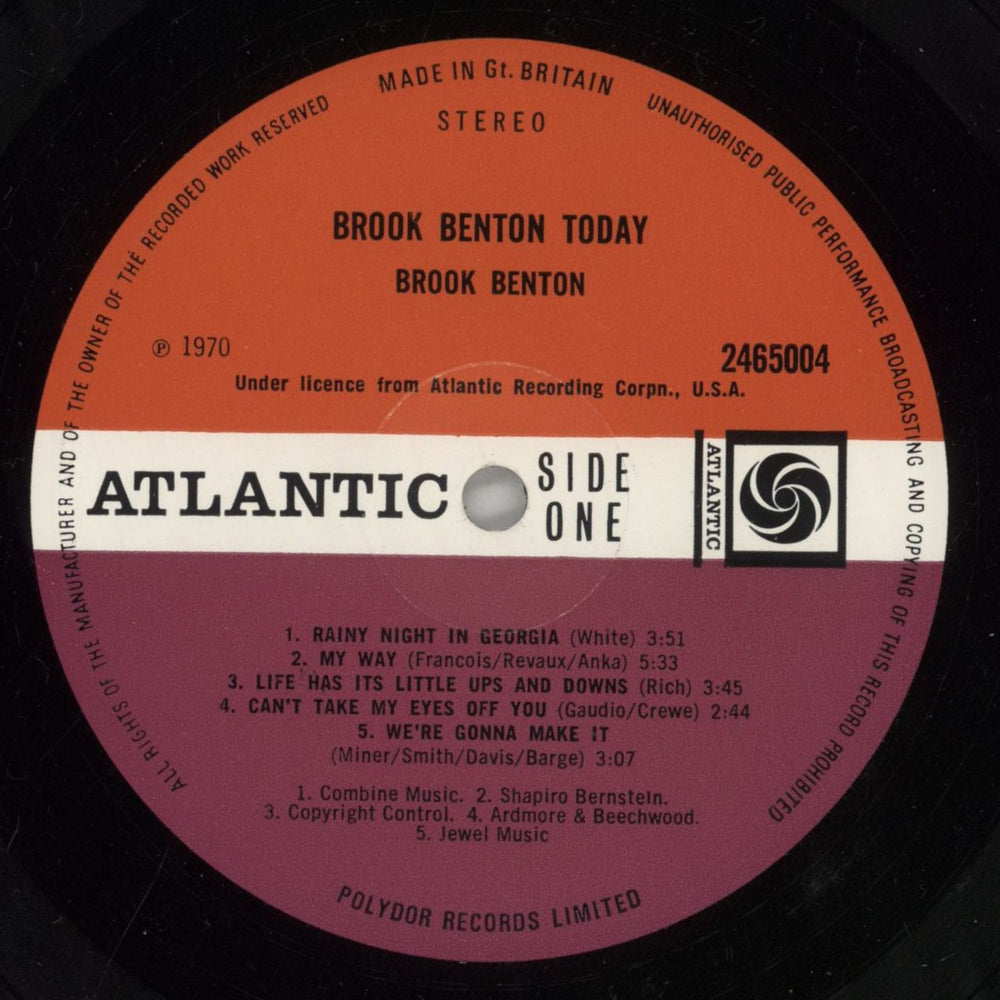 MADE IN Gt. BRITAIN
UNAUTHORISED PUBLIC PERFORMANCE BROADCASTING AND COPYING OF THIS RECORD PROHIBITED
ALL RIGHTS OF THE MANUFACTURER AND OF THE OWNER OF THE RECORDED WORK RESERVED
STEREO
BROOK BENTON TODAY
BROOK BENTON
℗ 1970
2465004
Under licence from Atlantic Recording Corpn., U.S.A.
ATLANTIC
SIDE
ONE
ATLANTIC
1. RAINY NIGHT IN GEORGIA (White) 3:51
2. MY WAY (Francois/Revaux/Anka) 5:33
3. LIFE HAS ITS LITTLE UPS AND DOWNS (Rich) 3:45
4. CAN'T TAKE MY EYES OFF YOU (Gaudio/Crewe) 2:44
5. WE'RE GONNA MAKE IT
(Miner/Smith/Davis/Barge) 3:07
1. Combine Music. 2. Shapiro Bernstein.
3. Copyright Control. 4. Ardmore & Beechwood.
5. Jewel Music
POLYDOR RECORDS LIMITED